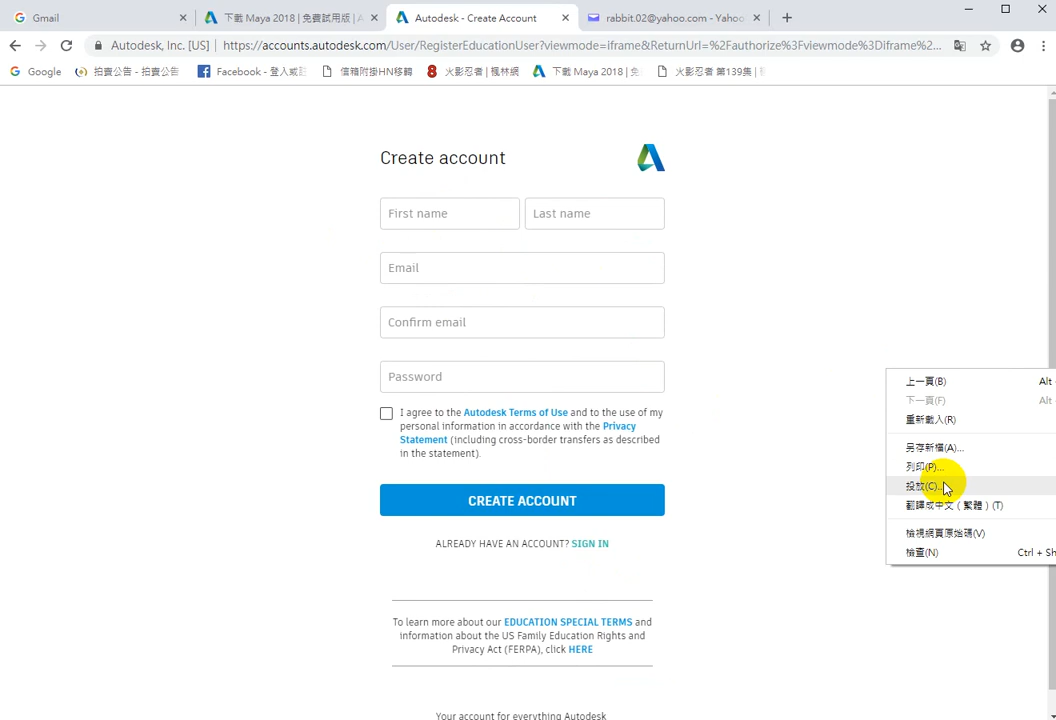 Gmail
下載 Maya 2018 | 免費試用版 | A
Autodesk - Create Account
rabbit.02@yahoo.com - Yahoo
Autodesk, Inc. [US]
https://accounts.autodesk.com/User/RegisterEducationUser?viewmode=iframe&ReturnUrl=%2Fauthorize%3Fviewmode%3Diframe%2...
Google
拍賣公告 - 拍賣公告
Facebook - 登入或註
信箱附掛HN移轉
火影忍者 | 楓林網
下載 Maya 2018 | 免
火影忍者 第139集 |
Create account
First name
Last name
Email
Confirm email
Password
I agree to the Autodesk Terms of Use and to the use of my
personal information in accordance with the Privacy
Statement (including cross-border transfers as described
in the statement).
CREATE ACCOUNT
ALREADY HAVE AN ACCOUNT? SIGN IN
To learn more about our EDUCATION SPECIAL TERMS and
information about the US Family Education Rights and
Privacy Act (FERPA), click HERE
Your account for everything Autodesk
上一頁(B) Alt
下一頁(F) Alt
重新載入(R)
另存新檔(A)...
列印(P)...
投放(C)...
翻譯成中文（繁體）(T)
檢視網頁原始碼(V)
檢查(N) Ctrl + Sh